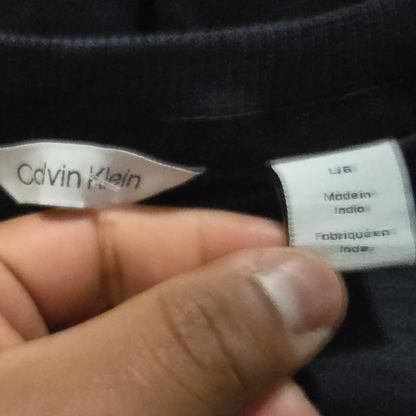 Calvin Klein
L/G
Made in
India
Fabriqué en
Inde